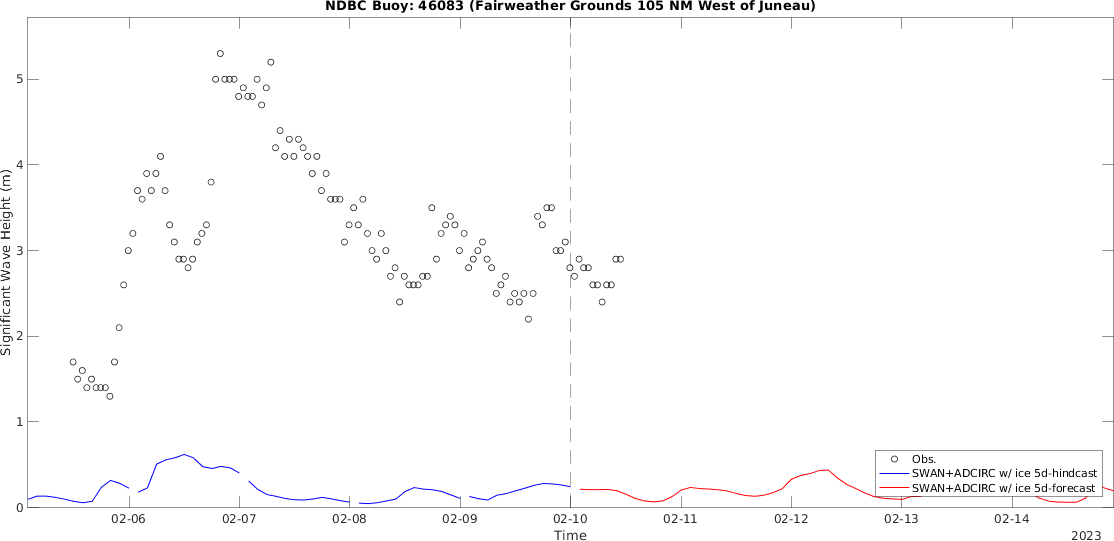 NDBC Buoy: 46083 (Fairweather Grounds 105 NM West of Juneau)
Significant Wave Height (m)
5
4
3
2
1
0
Obs.
SWAN+ADCIRC w/ ice 5d-hindcast
SWAN+ADCIRC w/ ice 5d-forecast
02-06 02-07 02-08 02-09 02-10 02-11 02-12 02-13 02-14
Time
2023